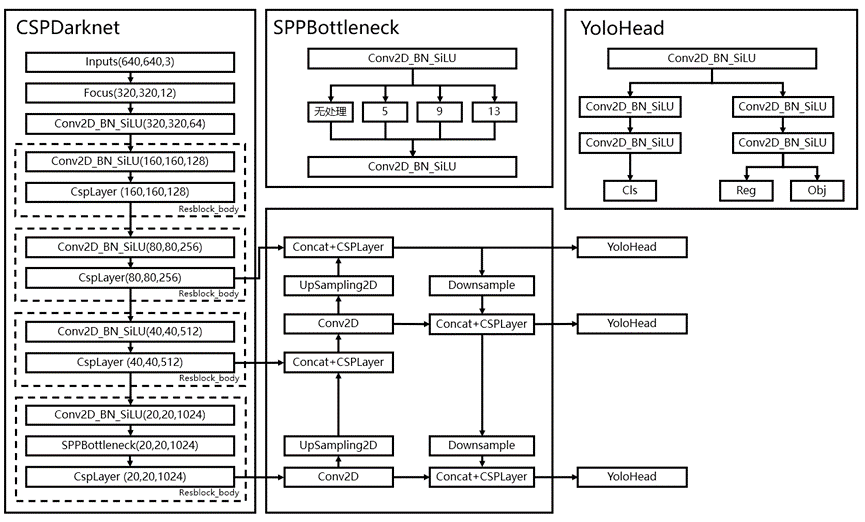 CSPDarknet
Inputs(640,640,3)
Focus(320,320,12)
Conv2D_BN_SiLU(320,320,64)
Conv2D_BN_SiLU(160,160,128)
CspLayer (160,160,128)
Resblock_body
Conv2D_BN_SiLU(80,80,256)
CspLayer(80,80,256)
Resblock_body
Conv2D_BN_SiLU(40,40,512)
CspLayer (40,40,512)
Resblock_body
Conv2D_BN_SiLU(20,20,1024)
SPPBottleneck(20,20,1024)
CspLayer (20,20,1024)
Resblock_body
SPPBottleneck
Conv2D_BN_SiLU
无处理 5 9 13
Conv2D_BN_SiLU
YoloHead
Conv2D_BN_SiLU
Conv2D_BN_SiLU Conv2D_BN_SiLU
Conv2D_BN_SiLU Conv2D_BN_SiLU
Cls Reg Obj
Concat+CSPLayer YoloHead
UpSampling2D Downsample
Conv2D Concat+CSPLayer YoloHead
Concat+CSPLayer
UpSampling2D Downsample
Conv2D Concat+CSPLayer YoloHead